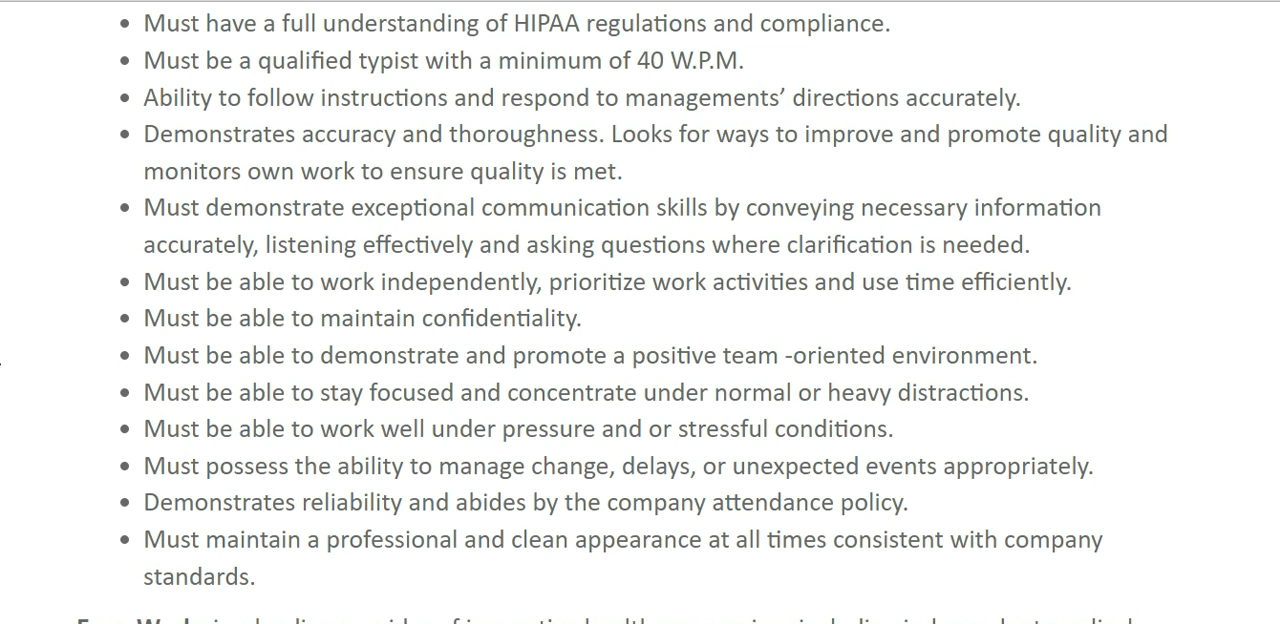 • Must have a full understanding of HIPAA regulations and compliance.
• Must be a qualified typist with a minimum of 40 W.P.M.
• Ability to follow instructions and respond to managements’ directions accurately.
• Demonstrates accuracy and thoroughness. Looks for ways to improve and promote quality and
monitors own work to ensure quality is met.
• Must demonstrate exceptional communication skills by conveying necessary information
accurately, listening effectively and asking questions where clarification is needed.
• Must be able to work independently, prioritize work activities and use time efficiently.
• Must be able to maintain confidentiality.
• Must be able to demonstrate and promote a positive team -oriented environment.
• Must be able to stay focused and concentrate under normal or heavy distractions.
• Must be able to work well under pressure and or stressful conditions.
• Must possess the ability to manage change, delays, or unexpected events appropriately.
• Demonstrates reliability and abides by the company attendance policy.
• Must maintain a professional and clean appearance at all times consistent with company
standards.